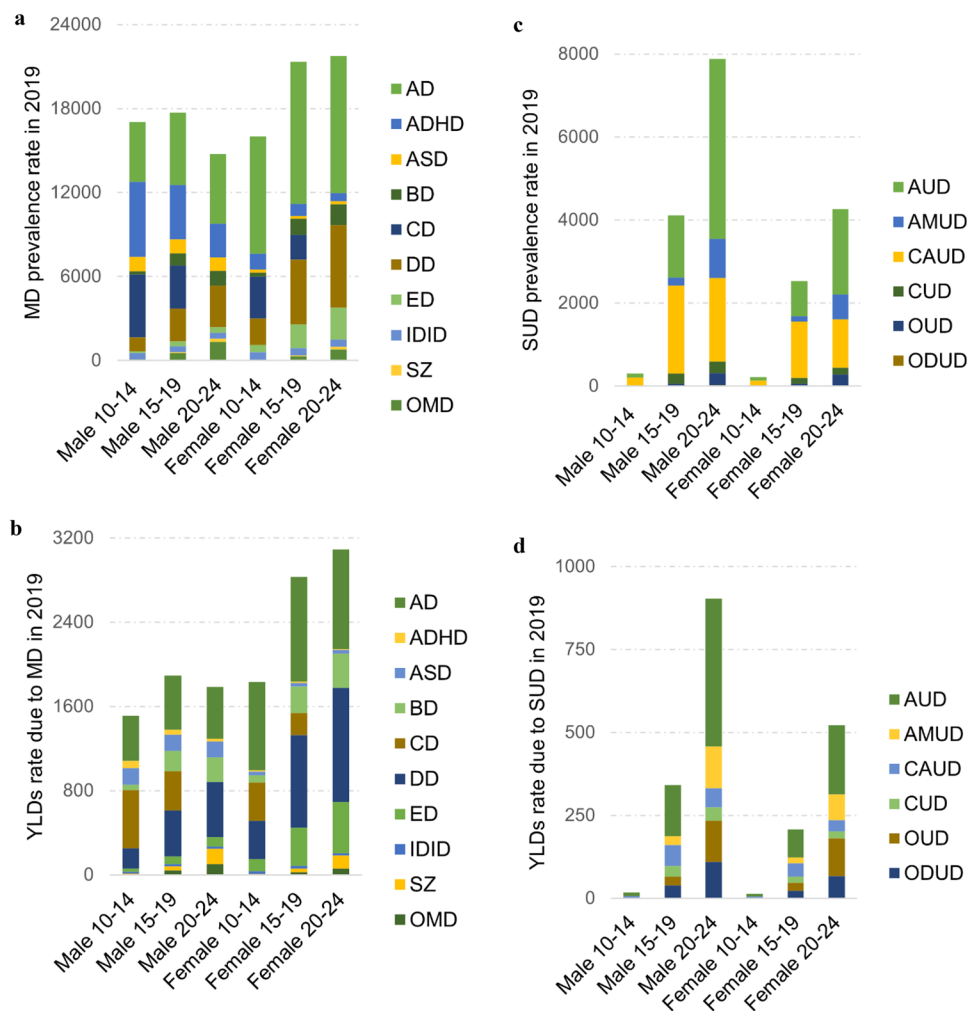 a
MD prevalence rate in 2019
24000
18000
12000
6000
0
Male 10-14
Male 15-19
Male 20-24
Female 10-14
Female 15-19
Female 20-24
AD
ADHD
ASD
BD
CD
DD
ED
IDID
SZ
OMD
c
SUD prevalence rate in 2019
8000
6000
4000
2000
0
Male 10-14
Male 15-19
Male 20-24
Female 10-14
Female 15-19
Female 20-24
AUD
AMUD
CAUD
CUD
OUD
ODUD
b
YLDs rate due to MD in 2019
3200
2400
1600
800
0
Male 10-14
Male 15-19
Male 20-24
Female 10-14
Female 15-19
Female 20-24
AD
ADHD
ASD
BD
CD
DD
ED
IDID
SZ
OMD
d
YLDs rate due to SUD in 2019
1000
750
500
250
0
Male 10-14
Male 15-19
Male 20-24
Female 10-14
Female 15-19
Female 20-24
AUD
AMUD
CAUD
CUD
OUD
ODUD